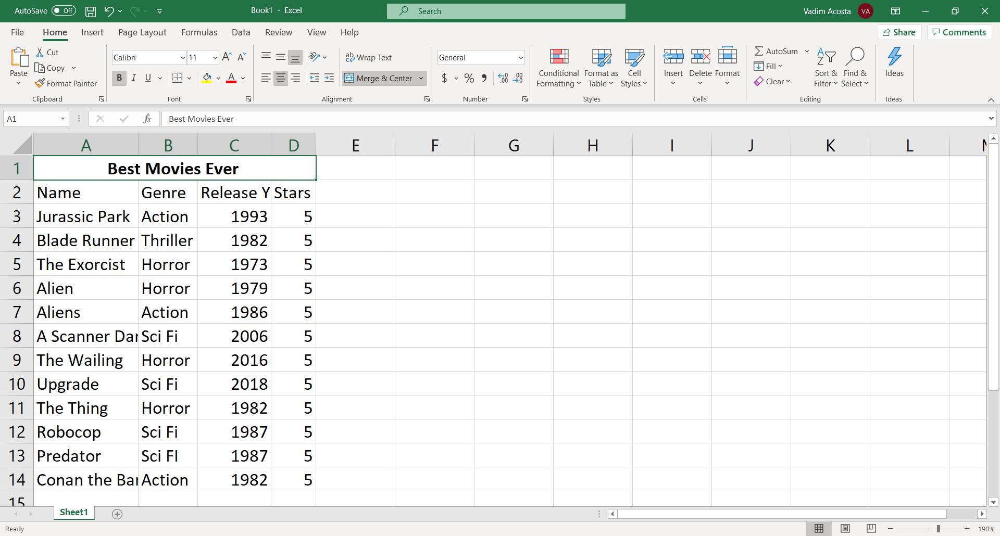 AutoSave Off
Book1 - Excel
Search
Vadim Acosta VA
File Home Insert Page Layout Formulas Data Review View Help
Share Comments
Paste
Cut
Copy
Format Painter
Clipboard
Calibri 11
B I U
Font
Wrap Text
Merge & Center
Alignment
General
$ % 9
Number
Conditional Formatting
Format as Table
Cell Styles
Styles
Insert Delete Format
Cells
AutoSum
Fill
Clear
Sort & Filter
Find & Select
Editing
Ideas
Ideas
A1 fx Best Movies Ever
A B C D E F G H I J K L
1 Best Movies Ever
2 Name Genre Release Y Stars
3 Jurassic Park Action 1993 5
4 Blade Runner Thriller 1982 5
5 The Exorcist Horror 1973 5
6 Alien Horror 1979 5
7 Aliens Action 1986 5
8 A Scanner Dar Sci Fi 2006 5
9 The Wailing Horror 2016 5
10 Upgrade Sci Fi 2018 5
11 The Thing Horror 1982 5
12 Robocop Sci Fi 1987 5
13 Predator Sci FI 1987 5
14 Conan the Bar Action 1982 5
15
Sheet1
Ready
190%